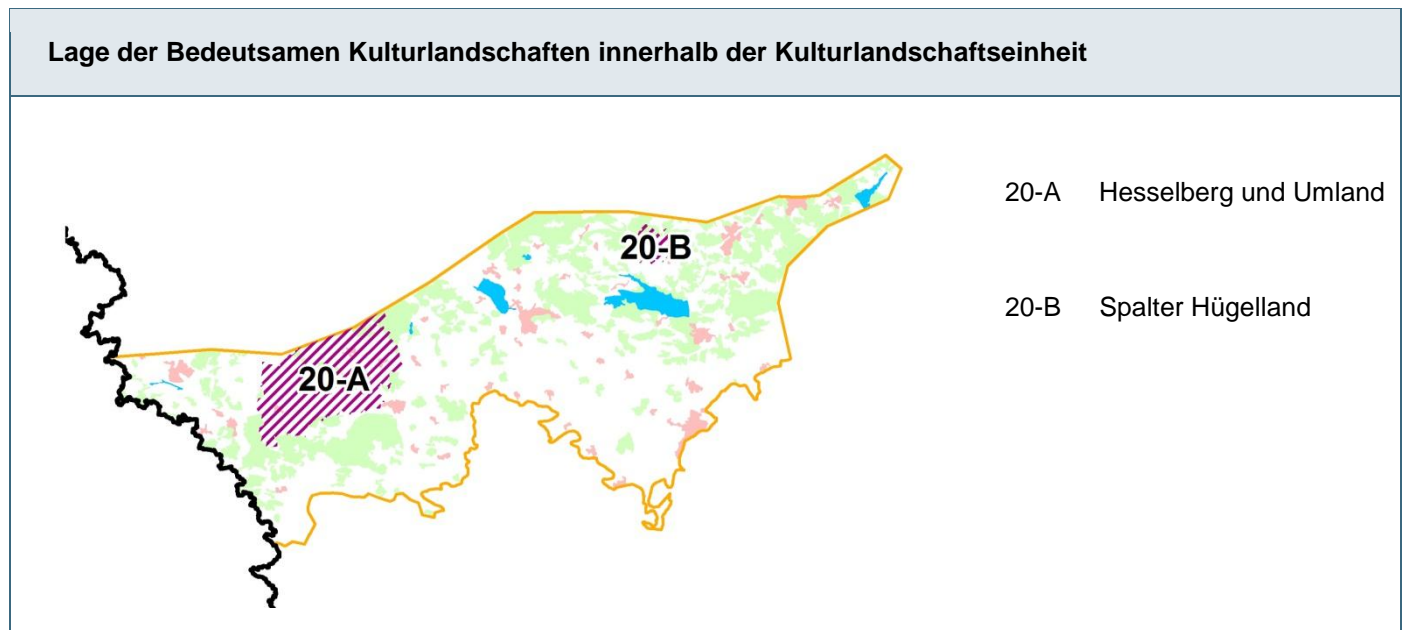 Lage der Bedeutsamen Kulturlandschaften innerhalb der Kulturlandschaftseinheit
20-A Hesselberg und Umland
20-B
20-B Spalter Hügelland
20-A